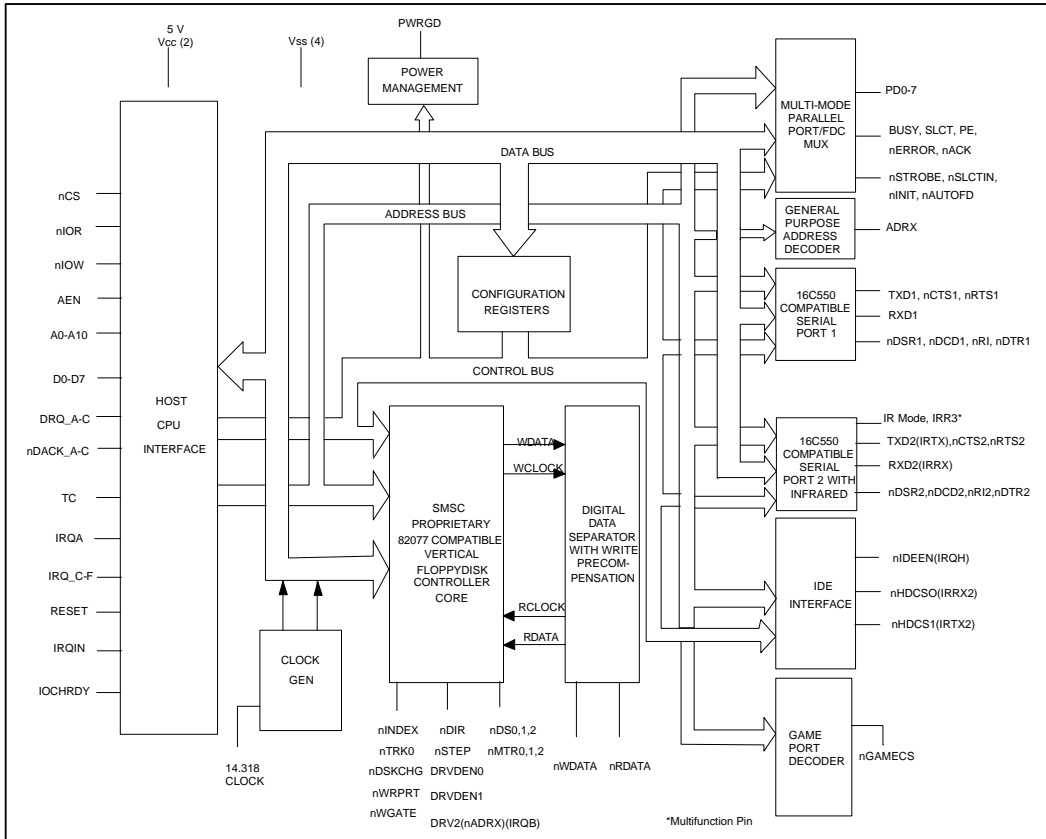 5 V
Vcc (2)
Vss (4)
PWRGD
POWER
MANAGEMENT
DATA BUS
ADDRESS BUS
CONFIGURATION
REGISTERS
CONTROL BUS
nCS
nIOR
nIOW
AEN
A0-A10
D0-D7
DRQ_A-C
nDACK_A-C
TC
IRQA
IRQ_C-F
RESET
IRQIN
IOCHRDY
HOST
CPU
INTERFACE
CLOCK
GEN
14.318
CLOCK
SMSC
PROPRIETARY
82077 COMPATIBLE
VERTICAL
FLOPPYDISK
CONTROLLER
CORE
WDATA
WCLOCK
RCLOCK
RDATA
DIGITAL
DATA
SEPARATOR
WITH WRITE
PRECOM-
PENSATION
nINDEX
nTRK0
nDSKCHG
nWRPRT
nWGATE
nDIR
nSTEP
DRVDEN0
DRVDEN1
DRV2(nADRX)(IRQB)
nDS0,1,2
nMTR0,1,2
nWDATA
nRDATA
MULTI-MODE
PARALLEL
PORT/FDC
MUX
PD0-7
BUSY, SLCT, PE,
nERROR, nACK
nSTROBE, nSLCTIN,
nINIT, nAUTOFD
GENERAL
PURPOSE
ADDRESS
DECODER
ADRX
16C550
COMPATIBLE
SERIAL
PORT 1
TXD1, nCTS1, nRTS1
RXD1
nDSR1, nDCD1, nRI, nDTR1
16C550
COMPATIBLE
SERIAL
PORT 2 WITH
INFRARED
IR Mode, IRR3*
TXD2(IRTX),nCTS2,nRTS2
RXD2(IRRX)
nDSR2,nDCD2,nRI2,nDTR2
IDE
INTERFACE
nIDEEN(IRQH)
nHDCSO(IRRX2)
nHDCS1(IRTX2)
GAME
PORT
DECODER
nGAMECS
*Multifunction Pin